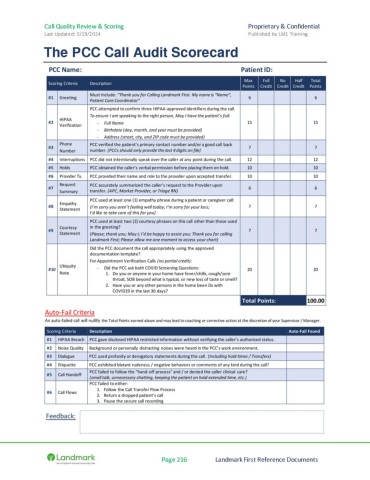 Call Quality Review & Scoring
Proprietary & Confidential
Last Updated: 5/19/2024
Published by LM1 Training
The PCC Call Audit Scorecard
PCC Name:
Patient ID:
Scoring Criteria
Description
Max Points
Full Credit
No Credit
Half Credit
Total Points
#1 Greeting
Must Include: "Thank you for Calling Landmark First. My name is "Name",
Patient Care Coordinator"
6 6
#2 HIPAA Verification
PCC attempted to confirm three HIPAA-approved identifiers during the call.
To ensure I am speaking to the right person, May I have the patient's full:
- Full Name
- Birthdate (day, month, and year must be provided)
- Address (street, city, and ZIP code must be provided)
15 15
#3 Phone Number
PCC verified the patient's primary contact number and/or a good call back
number. (PCCs should only provide the last 4 digits on file)
7 7
#4 Interruptions PCC did not intentionally speak over the caller at any point during the call. 12 12
#5 Holds PCC obtained the caller's verbal permission before placing them on hold. 10 10
#6 Provider Tx. PCC provided their name and role to the provider upon accepted transfer. 10 10
#7 Request Summary
PCC accurately summarized the caller's request to the Provider upon
transfer. (APC, Market Provider, or Triage RN)
6 6
#8 Empathy Statement
PCC used at least one (1) empathy phrase during a patient or caregiver call.
(I'm sorry you aren't feeling well today; I'm sorry for your loss;
I'd like to take care of this for you)
7 7
#9 Courtesy Statement
PCC used at least two (2) courtesy phrases on this call other than those used
in the greeting?
(Please; thank you; May I; I'd be happy to assist you; Thank you for calling
Landmark First; Please allow me one moment to access your chart)
7 7
#10 Ubiquity Note
Did the PCC document the call appropriately using the approved
documentation template?
For Appointment Verification Calls (no partial credit):
- Did the PCC ask both COVID Screening Questions:
1. Do you or anyone in your home have fever/chills, cough/sore
throat, SOB beyond what is typical, or new loss of taste or smell?
2. Have you or any other persons in the home been Dx with
COVID19 in the last 30 days?
20 20
Total Points: 100.00
Auto-Fail Criteria
An auto-failed call will nullify the Total Points earned above and may lead to coaching or corrective action at the discretion of your Supervisor / Manager.
Scoring Criteria
Description
Auto-Fail Found
#1 HIPAA Breach PCC gave disclosed HIPAA restricted information without verifying the caller's authorized status.
#2 Noise Quality Background or personally distracting noises were heard in the PCC's work environment.
#3 Dialogue PCC used profanity or derogatory statements during the call. (Including hold times / Transfers)
#4 Etiquette PCC exhibited blatant rudeness / negative behaviors or comments of any kind during the call?
#5 Call Handoff
PCC failed to follow the "hand-off process" and / or denied the caller clinical care?
(small talk, unnecessary chatting, keeping the patient on hold extended time, etc.)
#6 Call Flows
PCC failed to either:
1. Follow the Call Transfer Flow Process
2. Return a dropped patient's call
3. Pause the secure call recording
Feedback:
Landmark
Page 216
Landmark First Reference Documents